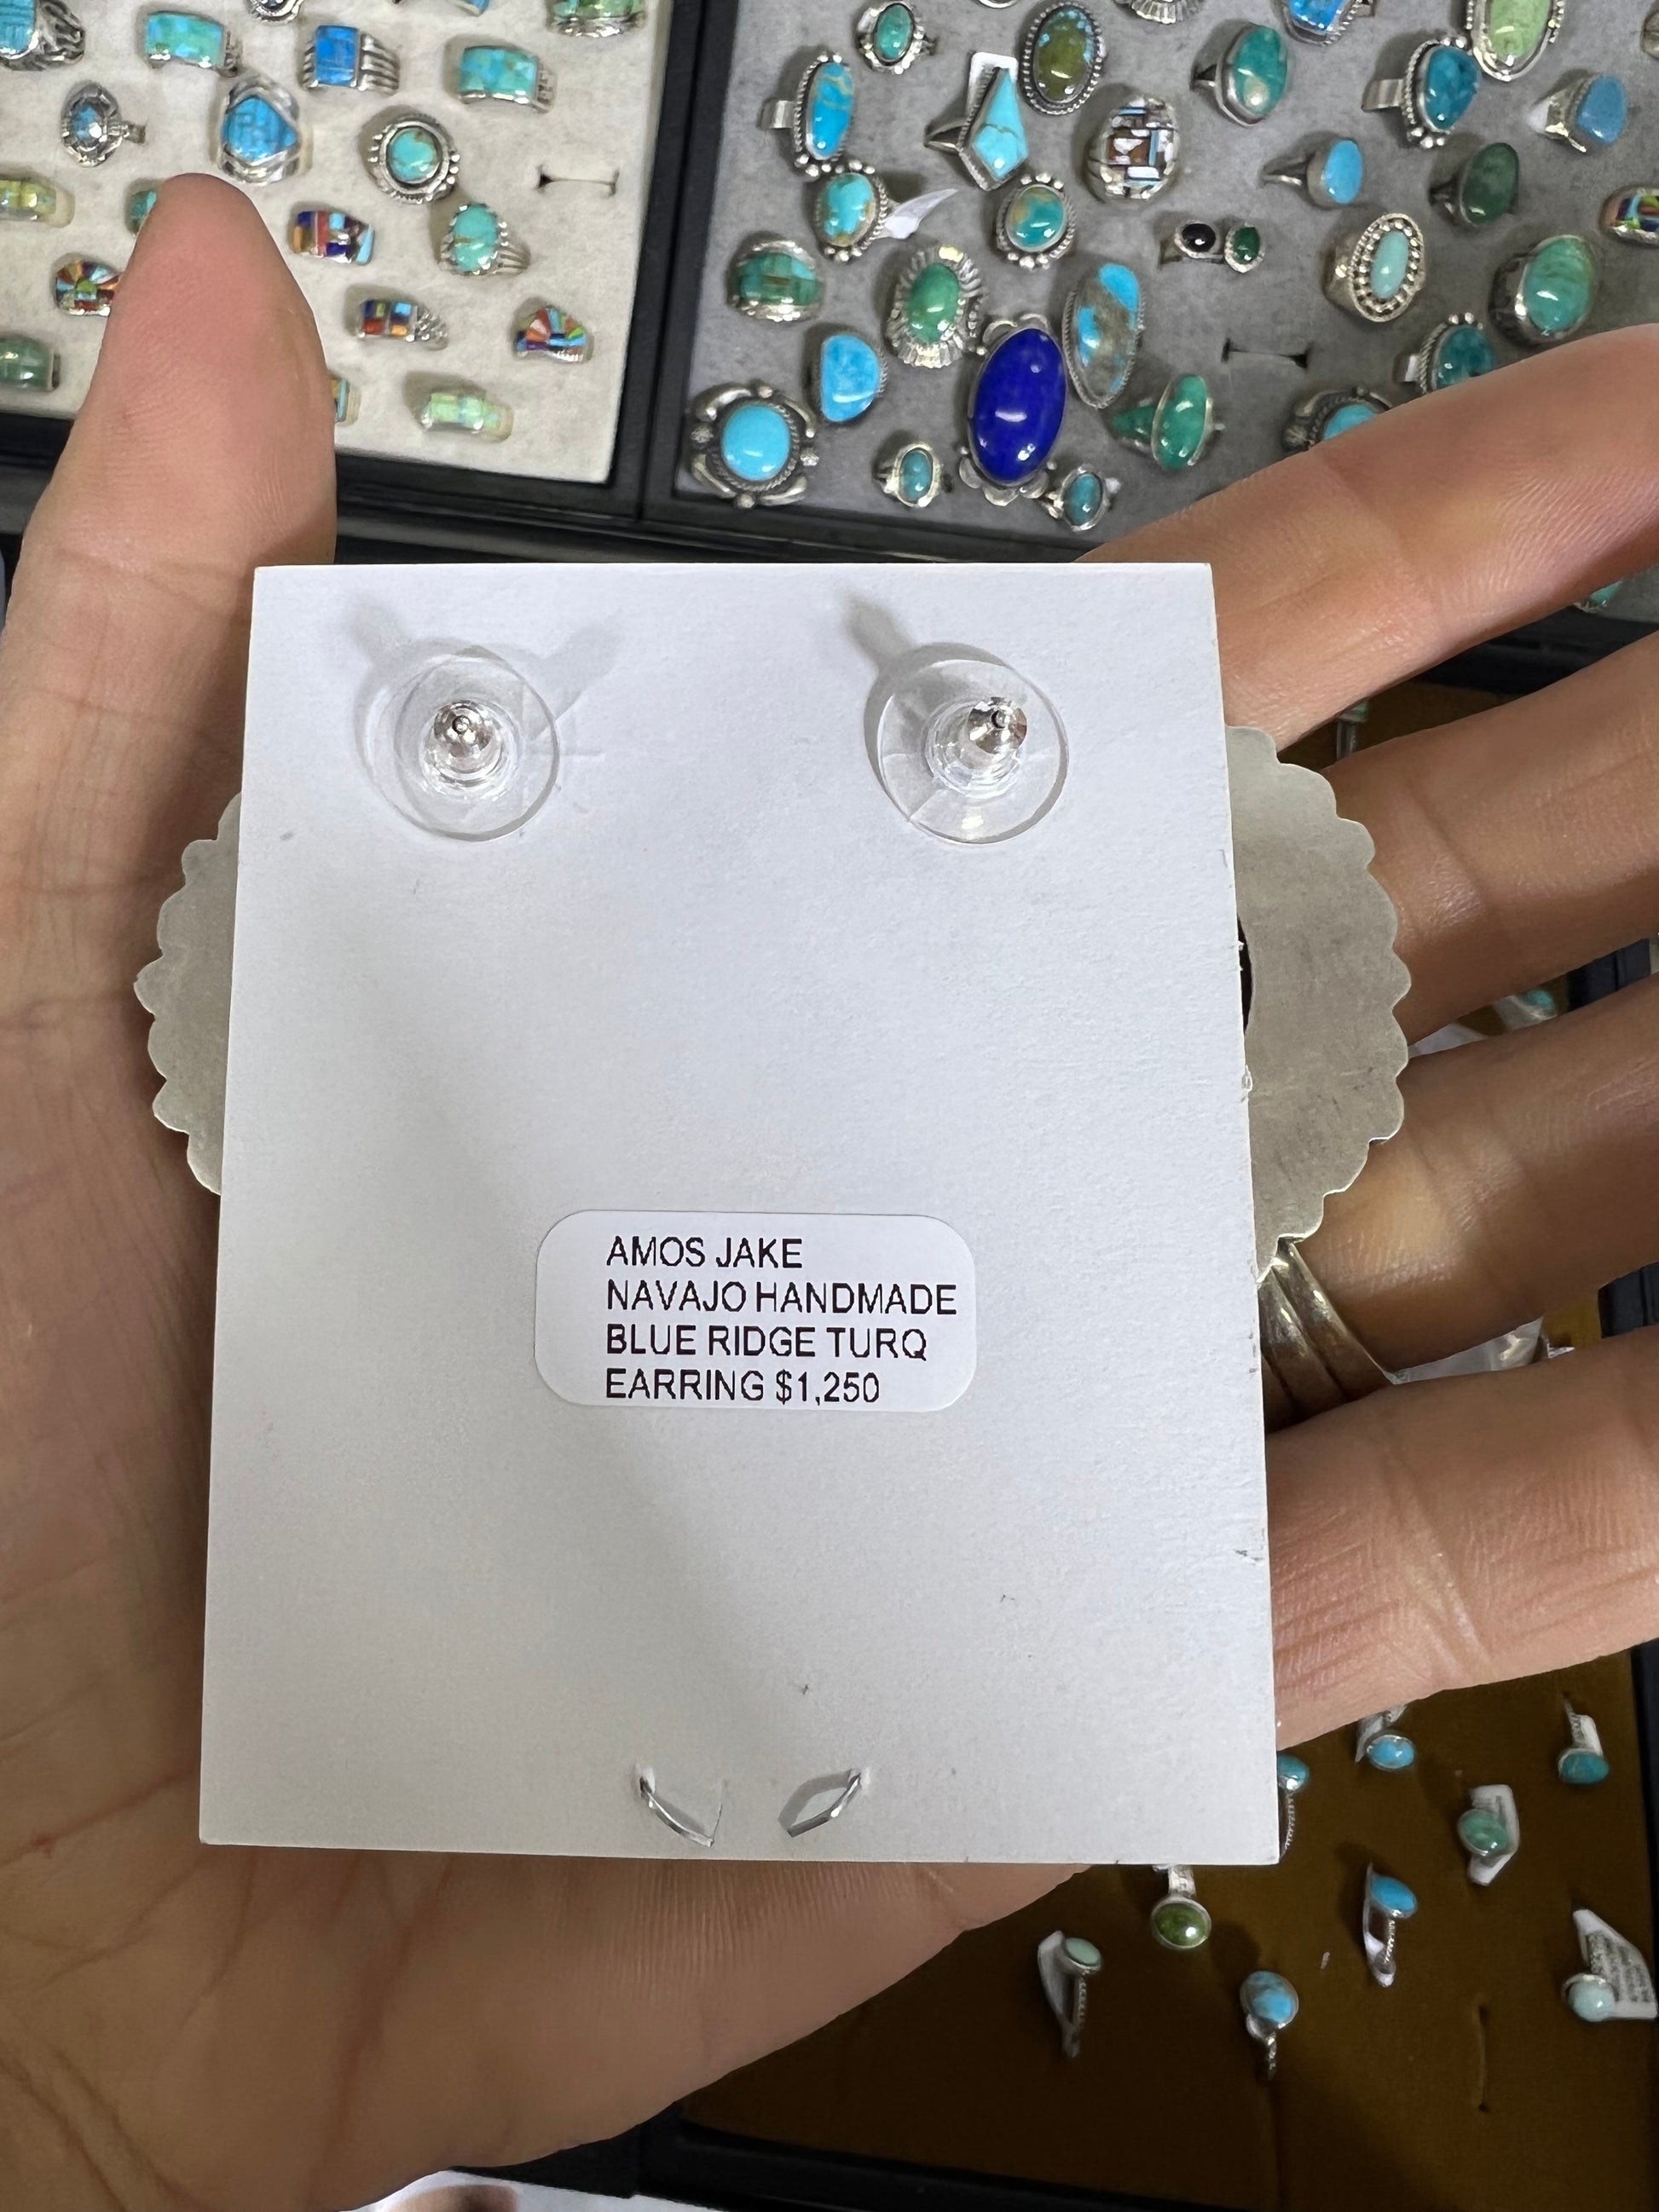 AMOS JAKE
NAVAJO HANDMADE
BLUE RIDGE TURQ
EARRING $1,250